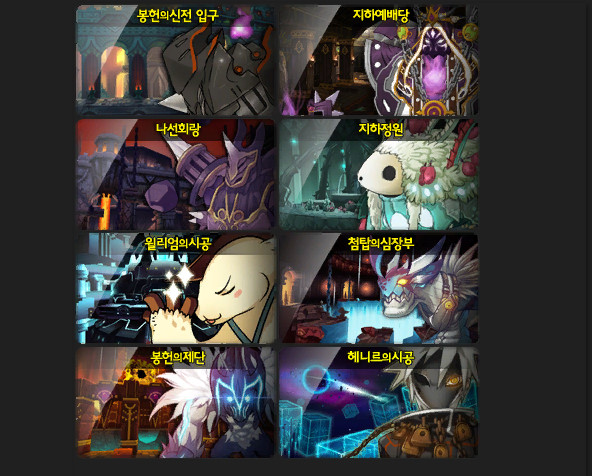 봉헌의신전 입구
지하예배당
나선회랑
지하정원
윌리엄의시공
첨탑의심장부
봉헌의제단
헤니르의시공